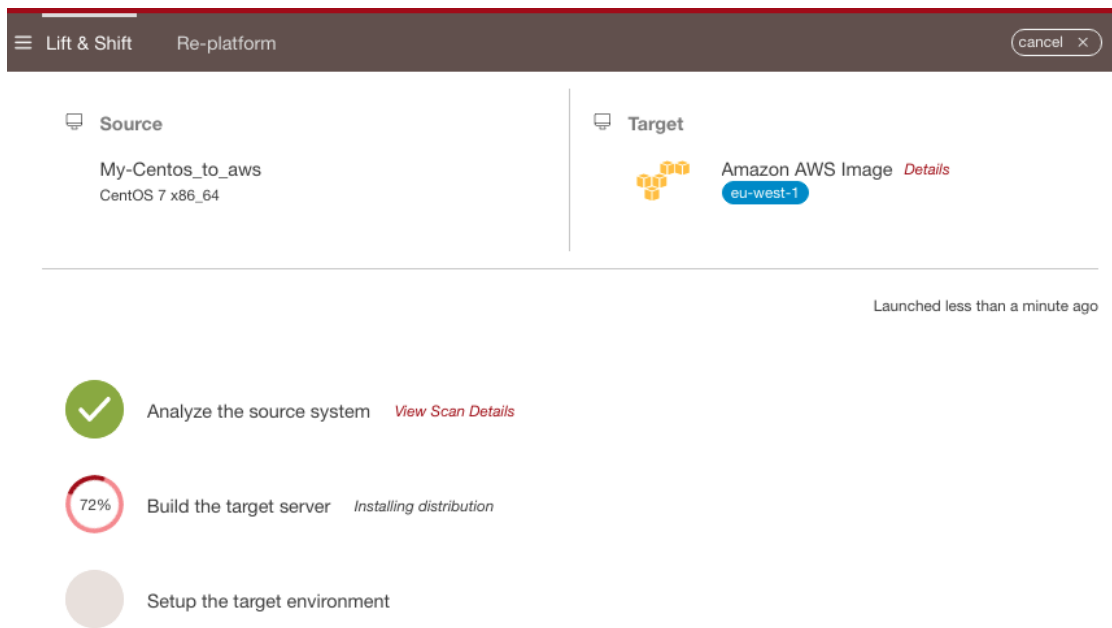 Lift & Shift Re-platform cancel
Source
My-Centos_to_aws
CentOS 7 x86_64
Target
Amazon AWS Image Details
eu-west-1
Launched less than a minute ago
Analyze the source system View Scan Details
72% Build the target server Installing distribution
Setup the target environment